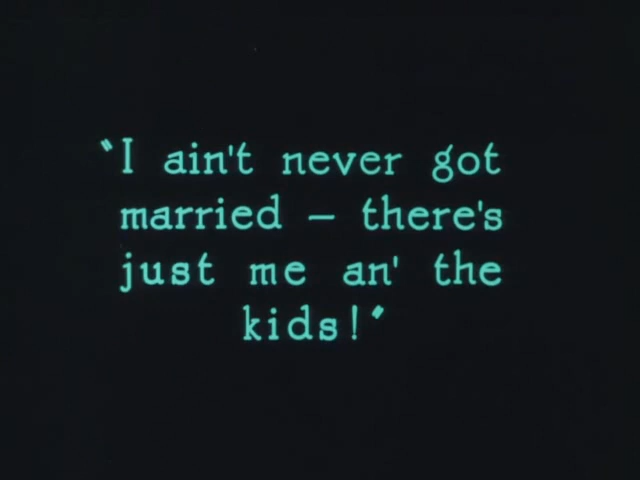 "I ain't never got
married – there's
just me an' the
kids!"